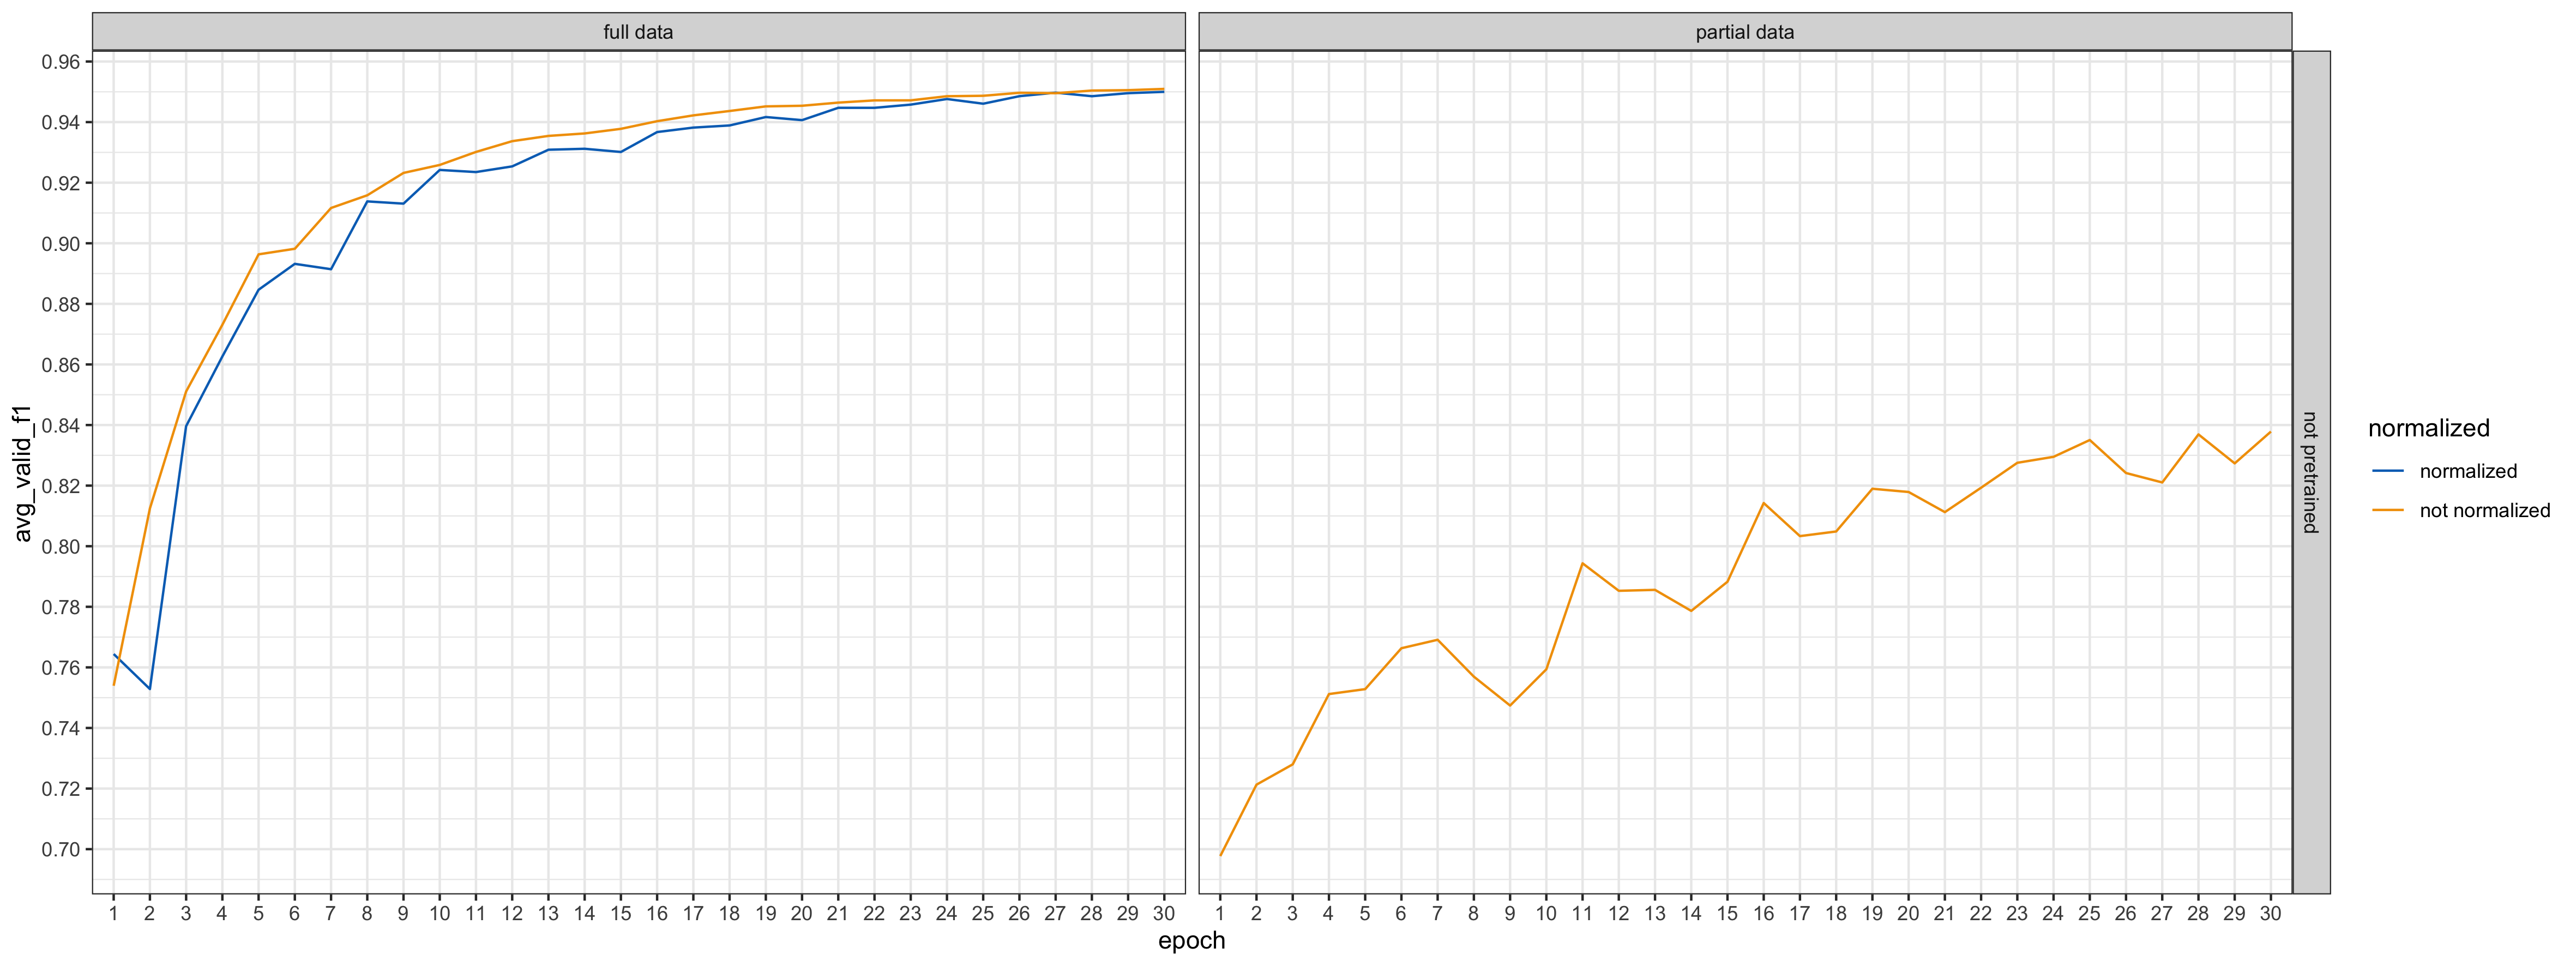 full data
partial data
0.96
0.94
0.92
0.90
0.88
0.86
0.84
0.82
0.80
0.78
0.76
0.74
0.72
0.70
avg_valid_f1
not pretrained
normalized
normalized
not normalized
1 2 3 4 5 6 7 8 9 10 11 12 13 14 15 16 17 18 19 20 21 22 23 24 25 26 27 28 29 30
1 2 3 4 5 6 7 8 9 10 11 12 13 14 15 16 17 18 19 20 21 22 23 24 25 26 27 28 29 30
epoch